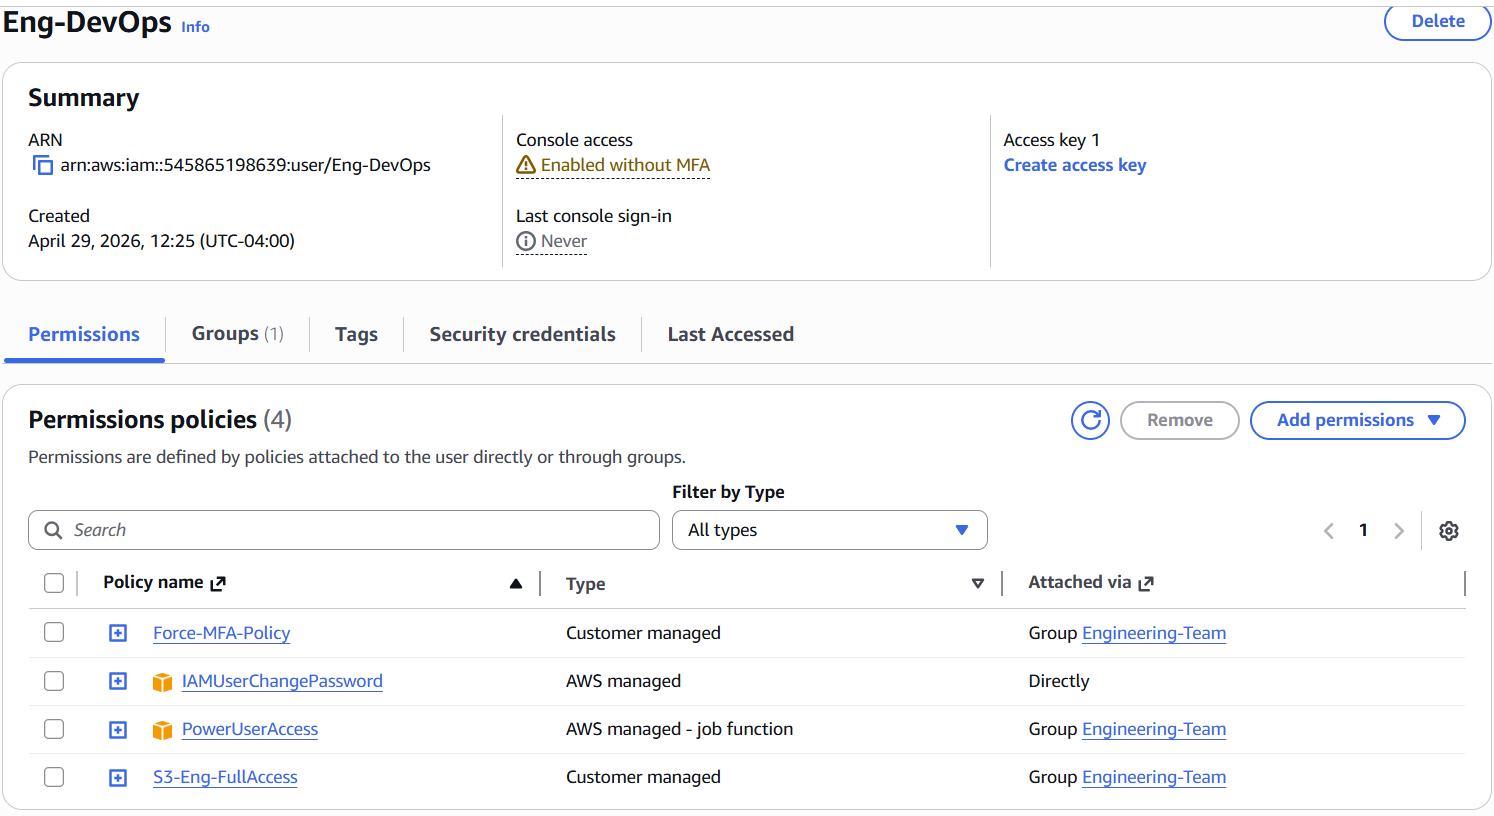 Eng-DevOps Info
Delete
Summary
ARN
arn:aws:iam::545865198639:user/Eng-DevOps
Created
April 29, 2026, 12:25 (UTC-04:00)
Console access
Enabled without MFA
Last console sign-in
Never
Access key 1
Create access key
Permissions
Groups (1)
Tags
Security credentials
Last Accessed
Permissions policies (4)
Remove
Add permissions
Permissions are defined by policies attached to the user directly or through groups.
Filter by Type
Search
All types
1
Policy name Type Attached via
Force-MFA-Policy Customer managed Group Engineering-Team
IAMUserChangePassword AWS managed Directly
PowerUserAccess AWS managed - job function Group Engineering-Team
S3-Eng-FullAccess Customer managed Group Engineering-Team